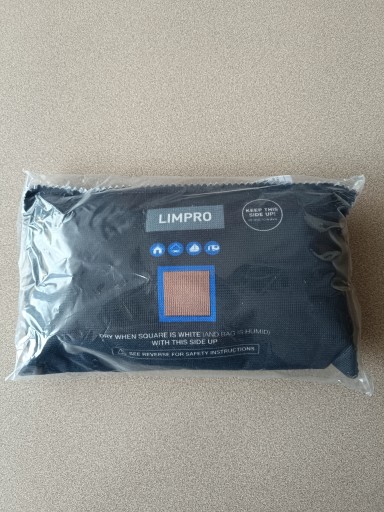 LIMPRO
KEEP THIS
SIDE UP!
DRY WHEN SQUARE IS WHITE (AND BAG IS HUMID)
WITH THIS SIDE UP
SEE REVERSE FOR SAFETY INSTRUCTIONS